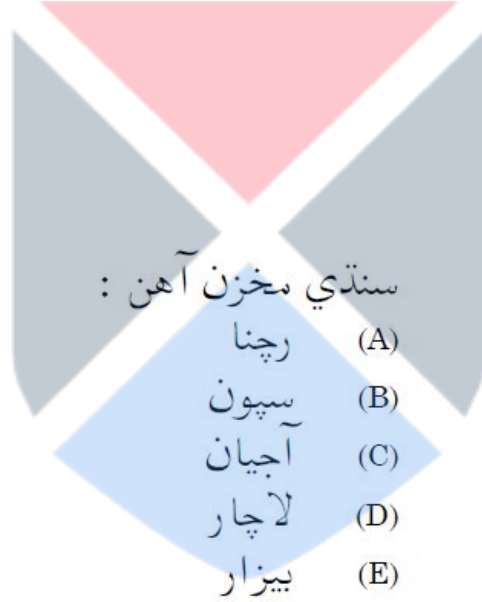 سنڌي مخزن آهن :
(A) رچنا
(B) سپون
(C) آجيان
(D) لاچار
(E) بيزار